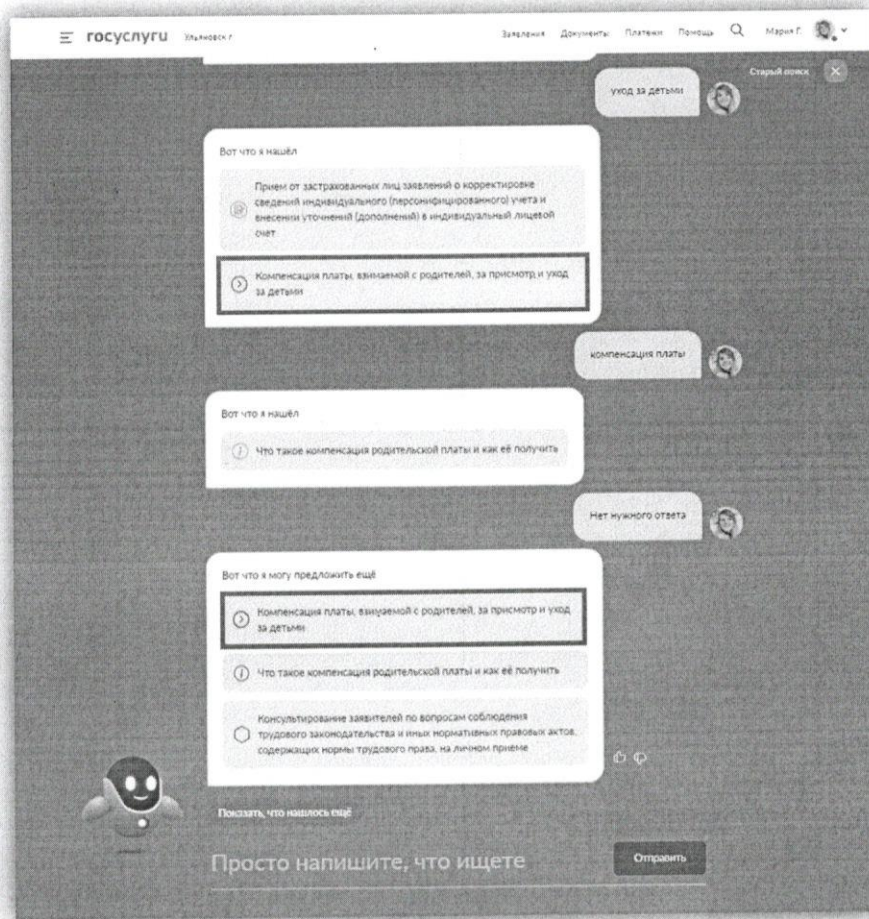 госуслуги Ульяновск г Заявления Документы Платежи Помощь Мария Г.
Старый поиск
уход за детьми
Вот что я нашёл
Прием от застрахованных лиц заявлений о корректировке
сведений индивидуального (персонифицированного) учета и
внесении уточнений (дополнений) в индивидуальный лицевой
счет
Компенсация платы, взимаемой с родителей, за присмотр и уход
за детьми
компенсация платы
Вот что я нашёл
Что такое компенсация родительской платы и как её получить
Нет нужного ответа
Вот что я могу предложить ещё
Компенсация платы, взимаемой с родителей, за присмотр и уход
за детьми
Что такое компенсация родительской платы и как её получить
Консультирование заявителей по вопросам соблюдения
трудового законодательства и иных нормативных правовых актов,
содержащих нормы трудового права, на личном приёме
Показать, что нашлось ещё
Просто напишите, что ищете
Отправить